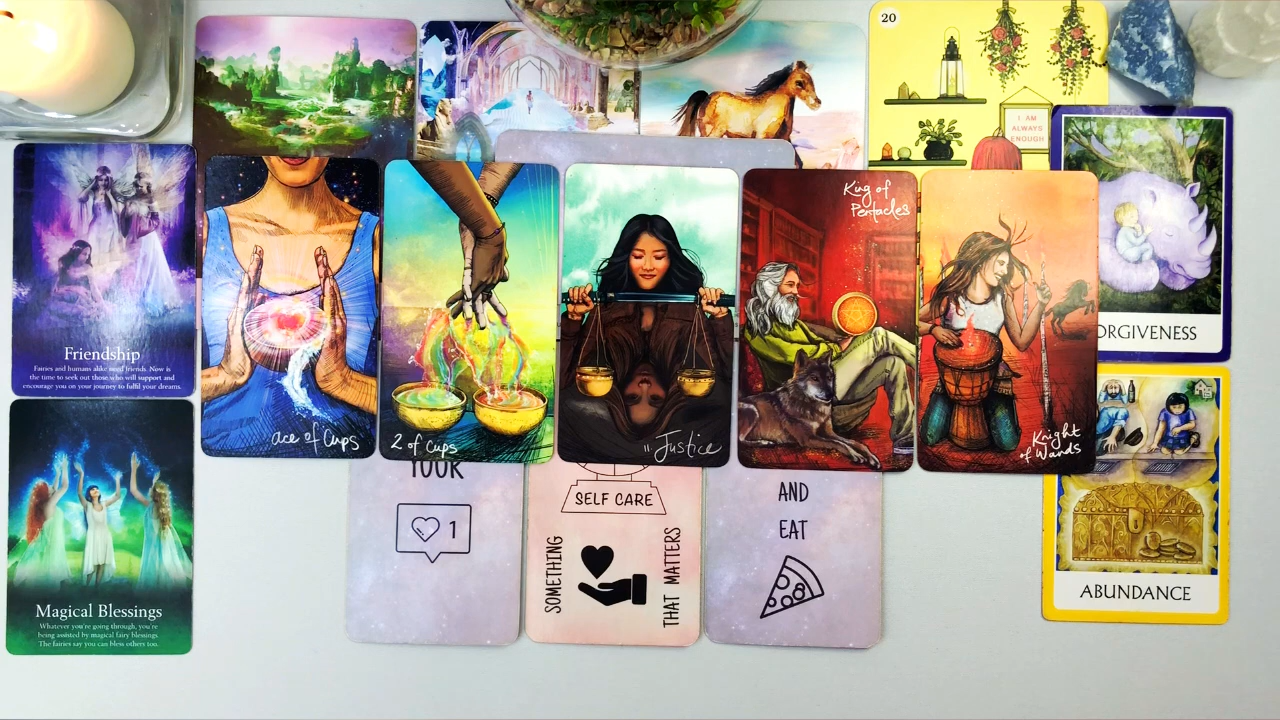 20
I AM
ALWAYS
ENOUGH
Friendship
Fairies and humans alike need friends. Now is
the time to seek out those who will support and
encourage you on your journey to fulfil your dreams.
Magical Blessings
Whatever you're going through, you're
being assisted by magical fairy blessings.
The fairies say you can bless others too.
ace of Cups
2 of Cups
11 Justice
King of
Pentacles
Knight
of Wands
ORGIVENESS
ABUNDANCE
YOUR
1
SELF CARE
SOMETHING
THAT MATTERS
AND
EAT